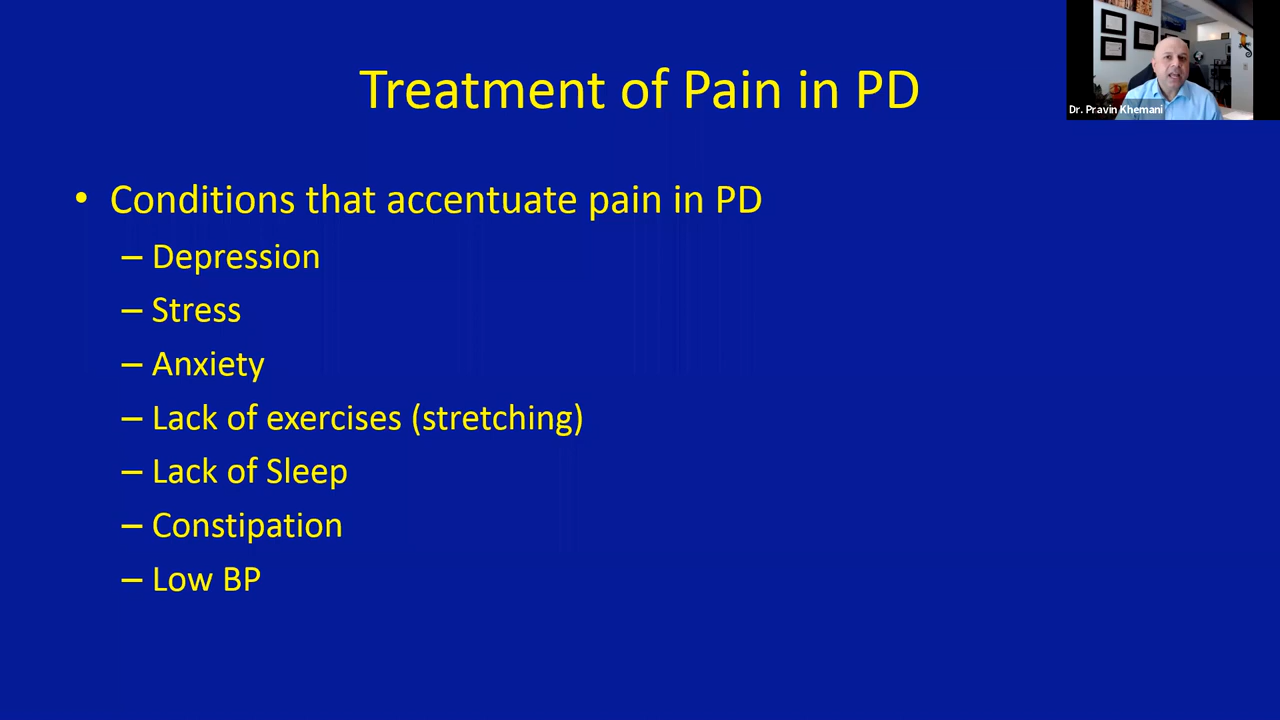 Treatment of Pain in PD
Dr. Pravin Khemani
• Conditions that accentuate pain in PD
– Depression
– Stress
– Anxiety
– Lack of exercises (stretching)
– Lack of Sleep
– Constipation
– Low BP